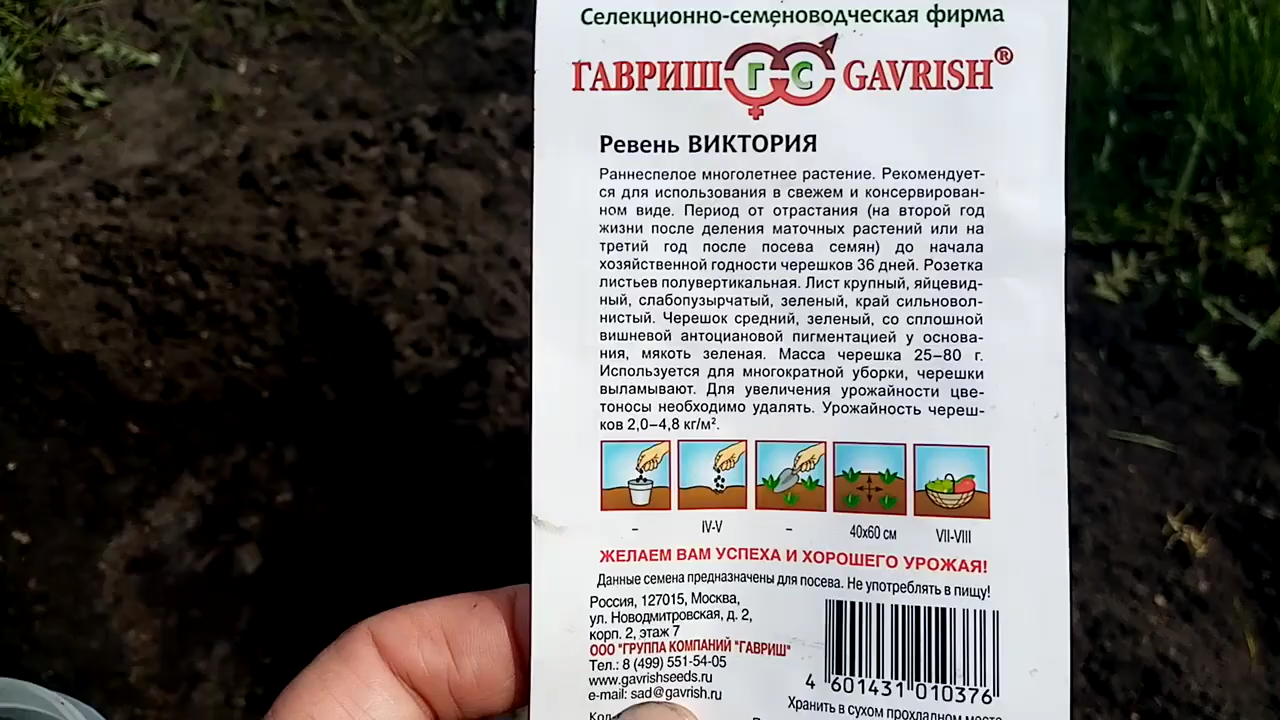 Селекционно-семеноводческая фирма
ГАВРИШ ГС GAVRISH®
Ревень ВИКТОРИЯ
Раннеспелое многолетнее растение. Рекомендует-
ся для использования в свежем и консервирован-
ном виде. Период от отрастания (на второй год
жизни после деления маточных растений или на
третий год после посева семян) до начала
хозяйственной годности черешков 36 дней. Розетка
листьев полувертикальная. Лист крупный, яйцевид-
ный, слабопузырчатый, зеленый, край сильновол-
нистый. Черешок средний, зеленый, со сплошной
вишневой антоциановой пигментацией у основа-
ния, мякоть зеленая. Масса черешка 25–80 г.
Используется для многократной уборки, черешки
выламывают. Для увеличения урожайности цве-
тоносы необходимо удалять. Урожайность череш-
ков 2,0–4,8 кг/м².
– IV-V – 40х60 см VII-VIII
ЖЕЛАЕМ ВАМ УСПЕХА И ХОРОШЕГО УРОЖАЯ!
Данные семена предназначены для посева. Не употреблять в пищу!
Россия, 127015, Москва,
ул. Новодмитровская, д. 2,
корп. 2, этаж 7
ООО "ГРУППА КОМПАНИЙ "ГАВРИШ"
Тел.: 8 (499) 551-54-05
www.gavrishseeds.ru
e-mail: sad@gavrish.ru
4 601431 010376
Хранить в сухом прохладном месте